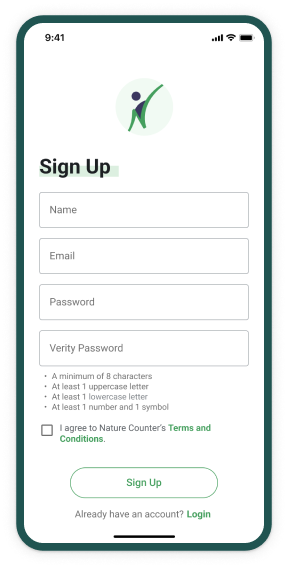 9:41
Sign Up
Name
Email
Password
Verity Password
• A minimum of 8 characters
• At least 1 uppercase letter
• At least 1 lowercase letter
• At least 1 number and 1 symbol
I agree to Nature Counter's Terms and
Conditions.
Sign Up
Already have an account? Login